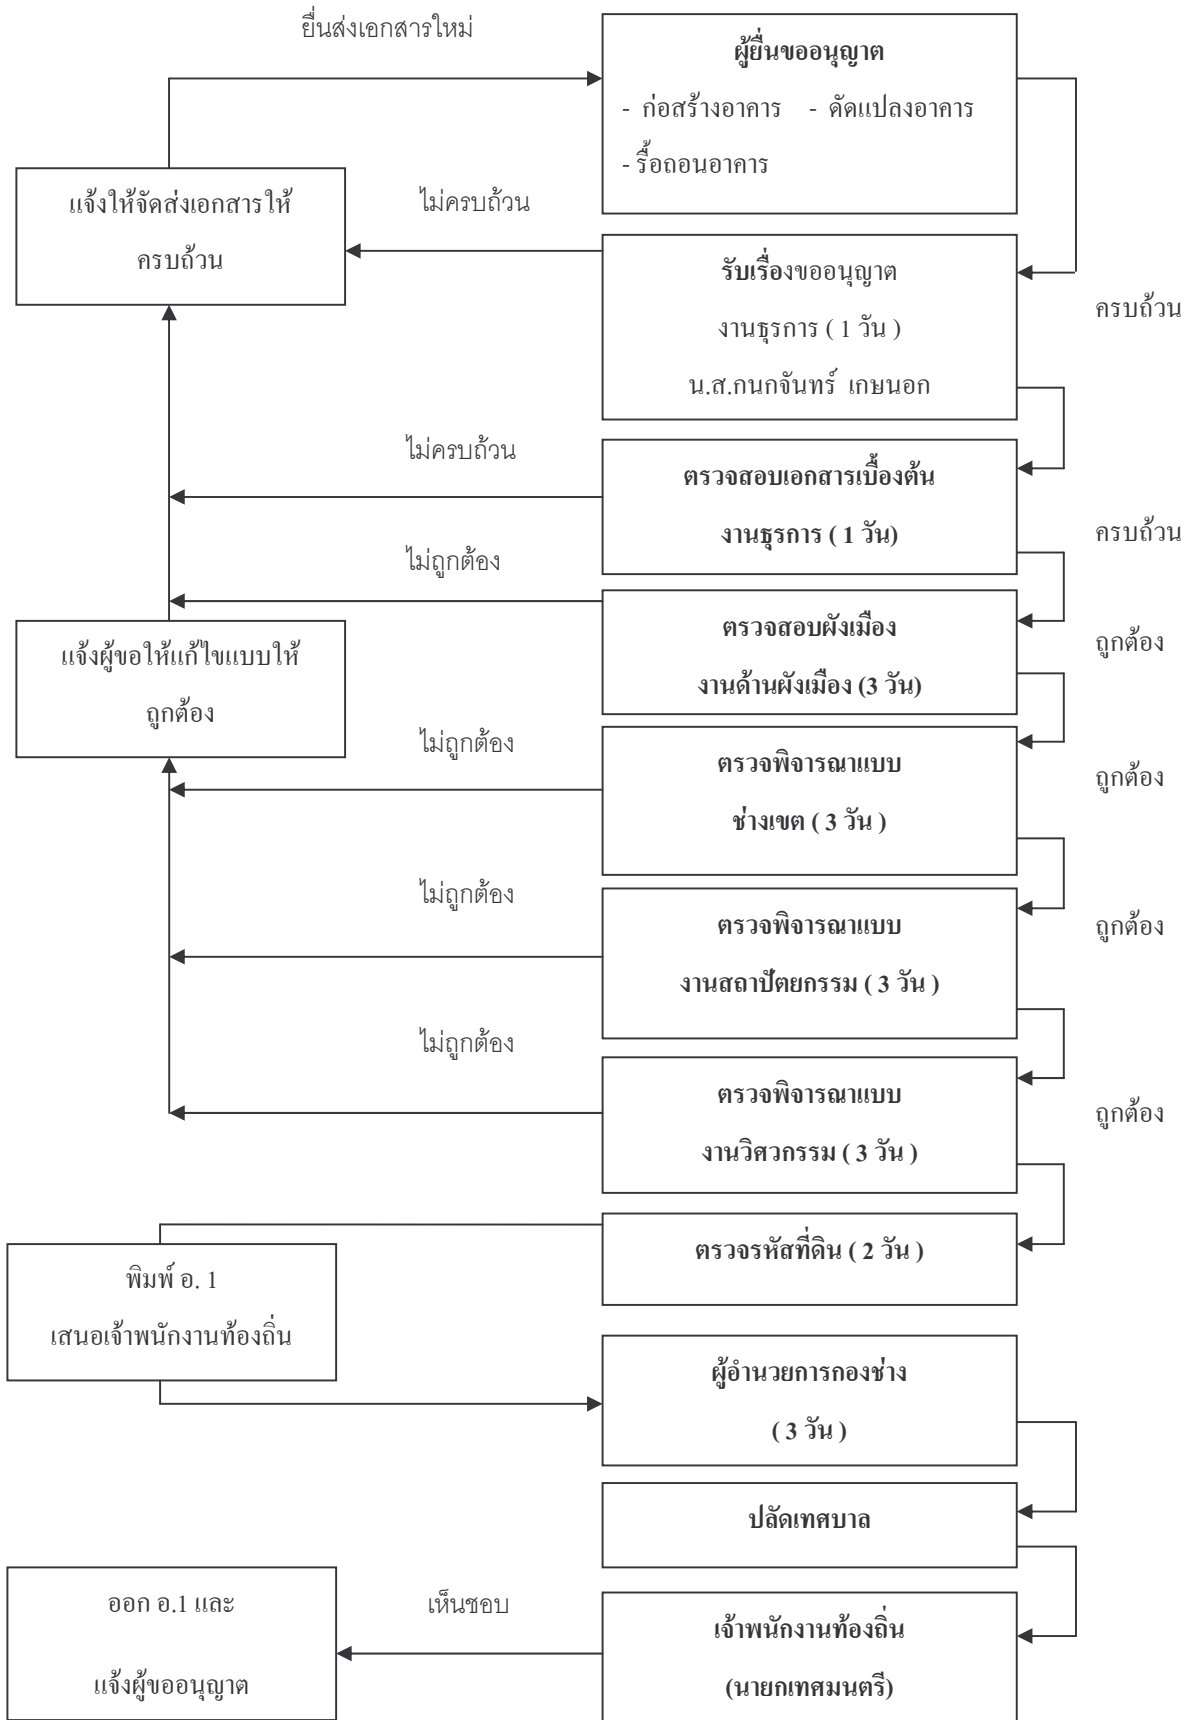 ยื่นส่งเอกสารใหม่
ผู้ยื่นขออนุญาต
- ก่อสร้างอาคาร - ดัดแปลงอาคาร
- รื้อถอนอาคาร
แจ้งให้จัดส่งเอกสารให้
ครบถ้วน
ไม่ครบถ้วน
รับเรื่องขออนุญาต
งานธุรการ ( 1 วัน )
น.ส.กนกจันทร์ เกษนอก
ครบถ้วน
ไม่ครบถ้วน
ตรวจสอบเอกสารเบื้องต้น
งานธุรการ ( 1 วัน)
ครบถ้วน
ไม่ถูกต้อง
ตรวจสอบผังเมือง
งานด้านผังเมือง (3 วัน)
ถูกต้อง
แจ้งผู้ขอให้แก้ไขแบบให้
ถูกต้อง
ไม่ถูกต้อง
ตรวจพิจารณาแบบ
ช่างเขต ( 3 วัน )
ถูกต้อง
ไม่ถูกต้อง
ตรวจพิจารณาแบบ
งานสถาปัตยกรรม ( 3 วัน )
ถูกต้อง
ไม่ถูกต้อง
ตรวจพิจารณาแบบ
งานวิศวกรรม ( 3 วัน )
ถูกต้อง
ตรวจรหัสที่ดิน ( 2 วัน )
พิมพ์ อ. 1
เสนอเจ้าพนักงานท้องถิ่น
ผู้อำนวยการกองช่าง
( 3 วัน )
ปลัดเทศบาล
ออก อ.1 และ
แจ้งผู้ขออนุญาต
เห็นชอบ
เจ้าพนักงานท้องถิ่น
(นายกเทศมนตรี)